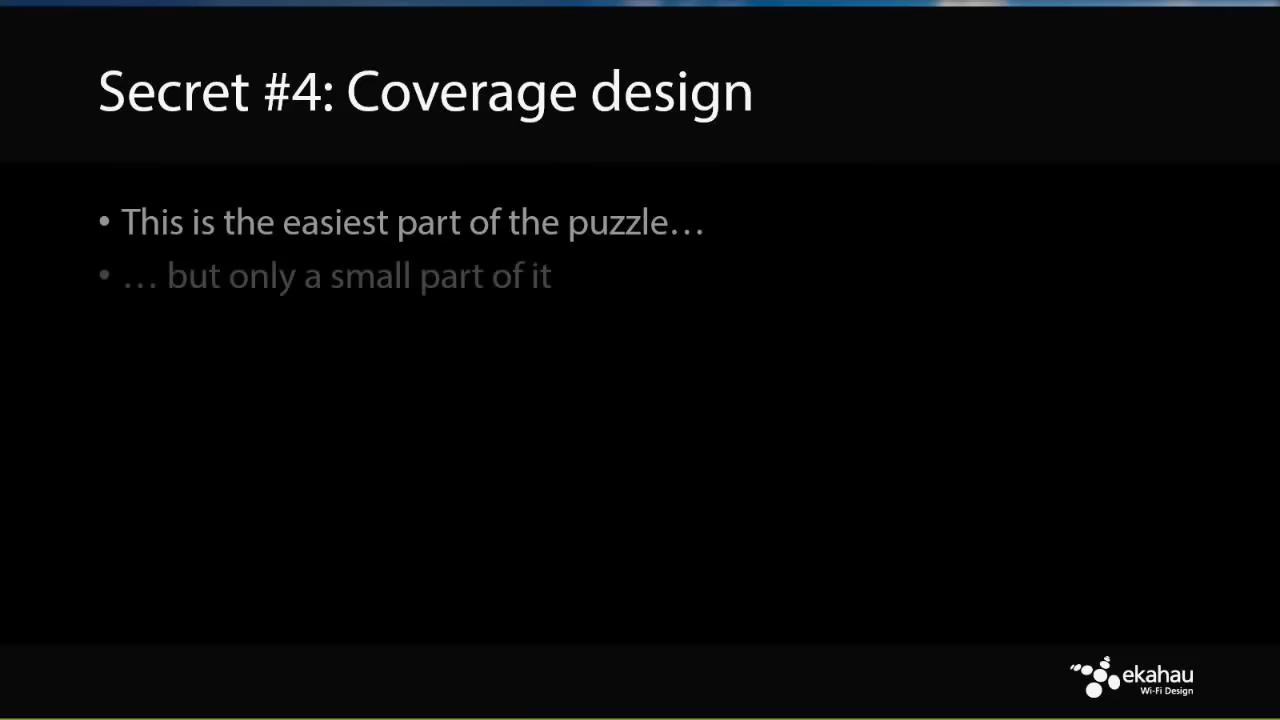 Secret #4: Coverage design
• This is the easiest part of the puzzle…
• … but only a small part of it
ekahau
Wi-Fi Design